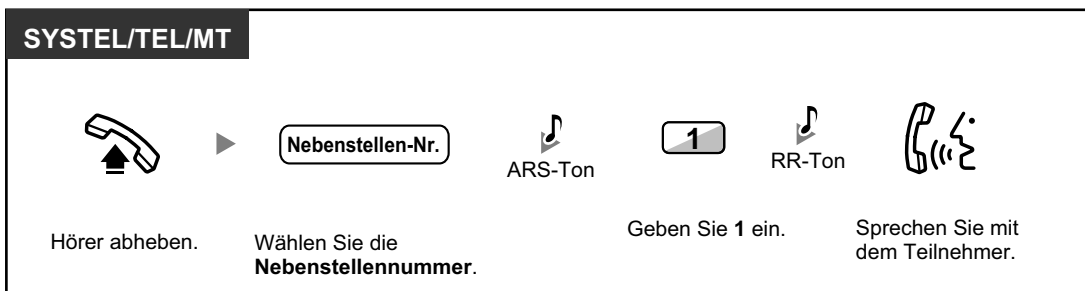 SYSTEL/TEL/MT
Nebenstellen-Nr.
ARS-Ton
1
RR-Ton
Hörer abheben.
Wählen Sie die
Nebenstellennummer.
Geben Sie 1 ein.
Sprechen Sie mit
dem Teilnehmer.